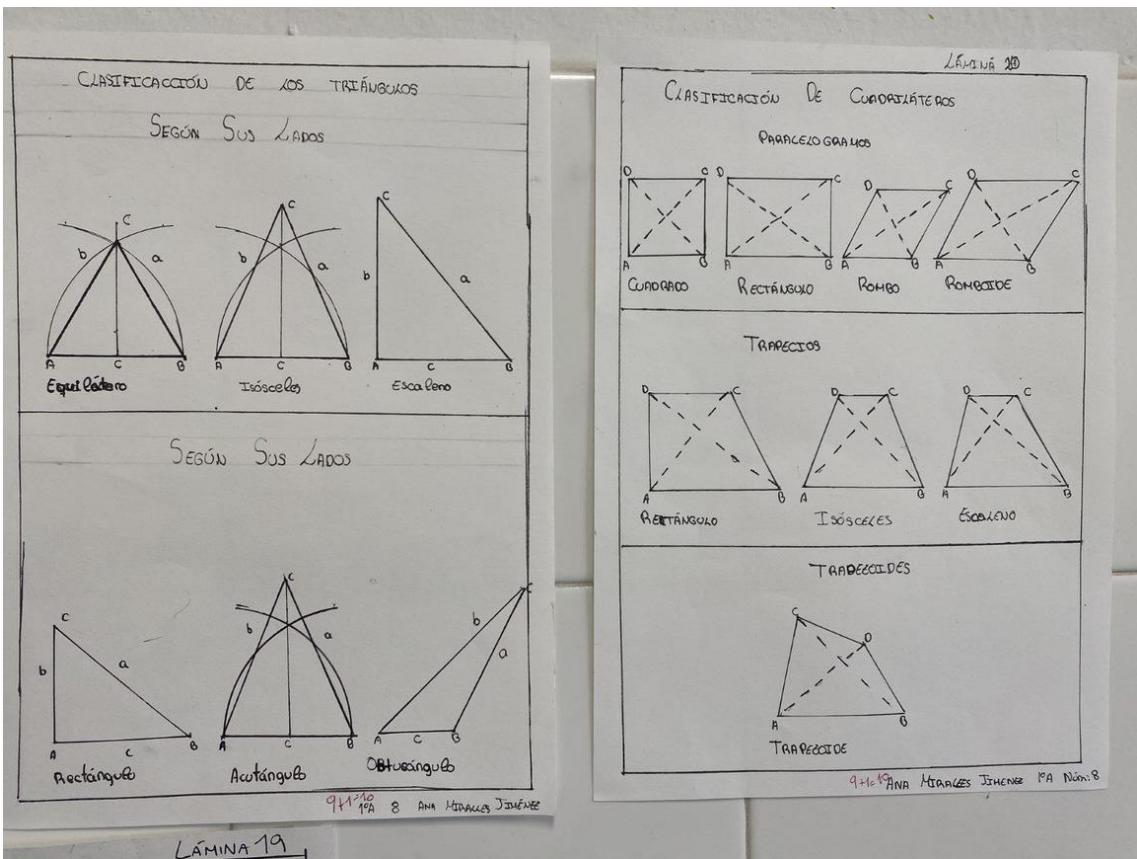 CLASIFICACCIÓN DE LOS TRIÁNGULOS
SEGÚN SUS LADOS
C
b a
A C B
Equilátero
C
b a
A C B
Isósceles
C
b a
A C B
Escaleno
SEGÚN SUS LADOS
C
b a
A C B
Rectángulo
C
b a
A C B
Acutángulo
C
b a
A C B
Obtusángulo
9+1=10
1ºA 8 ANA MIRALLES JIMÉNEZ
LÁMINA 19
LÁMINA 20
CLASIFICACIÓN DE CUADRILÁTEROS
PARALELOGRAMOS
D C
A B
CUADRADO
D C
A B
RECTÁNGULO
D C
A B
ROMBO
D C
A B
ROMBOIDE
TRAPECIOS
D C
A B
RECTÁNGULO
D C
A B
ISÓSCELES
D C
A B
ESCALENO
TRAPEZOIDES
C D
A B
TRAPEZOIDE
9+1=10 ANA MIRALLES JIMENEZ 1ºA Núm: 8